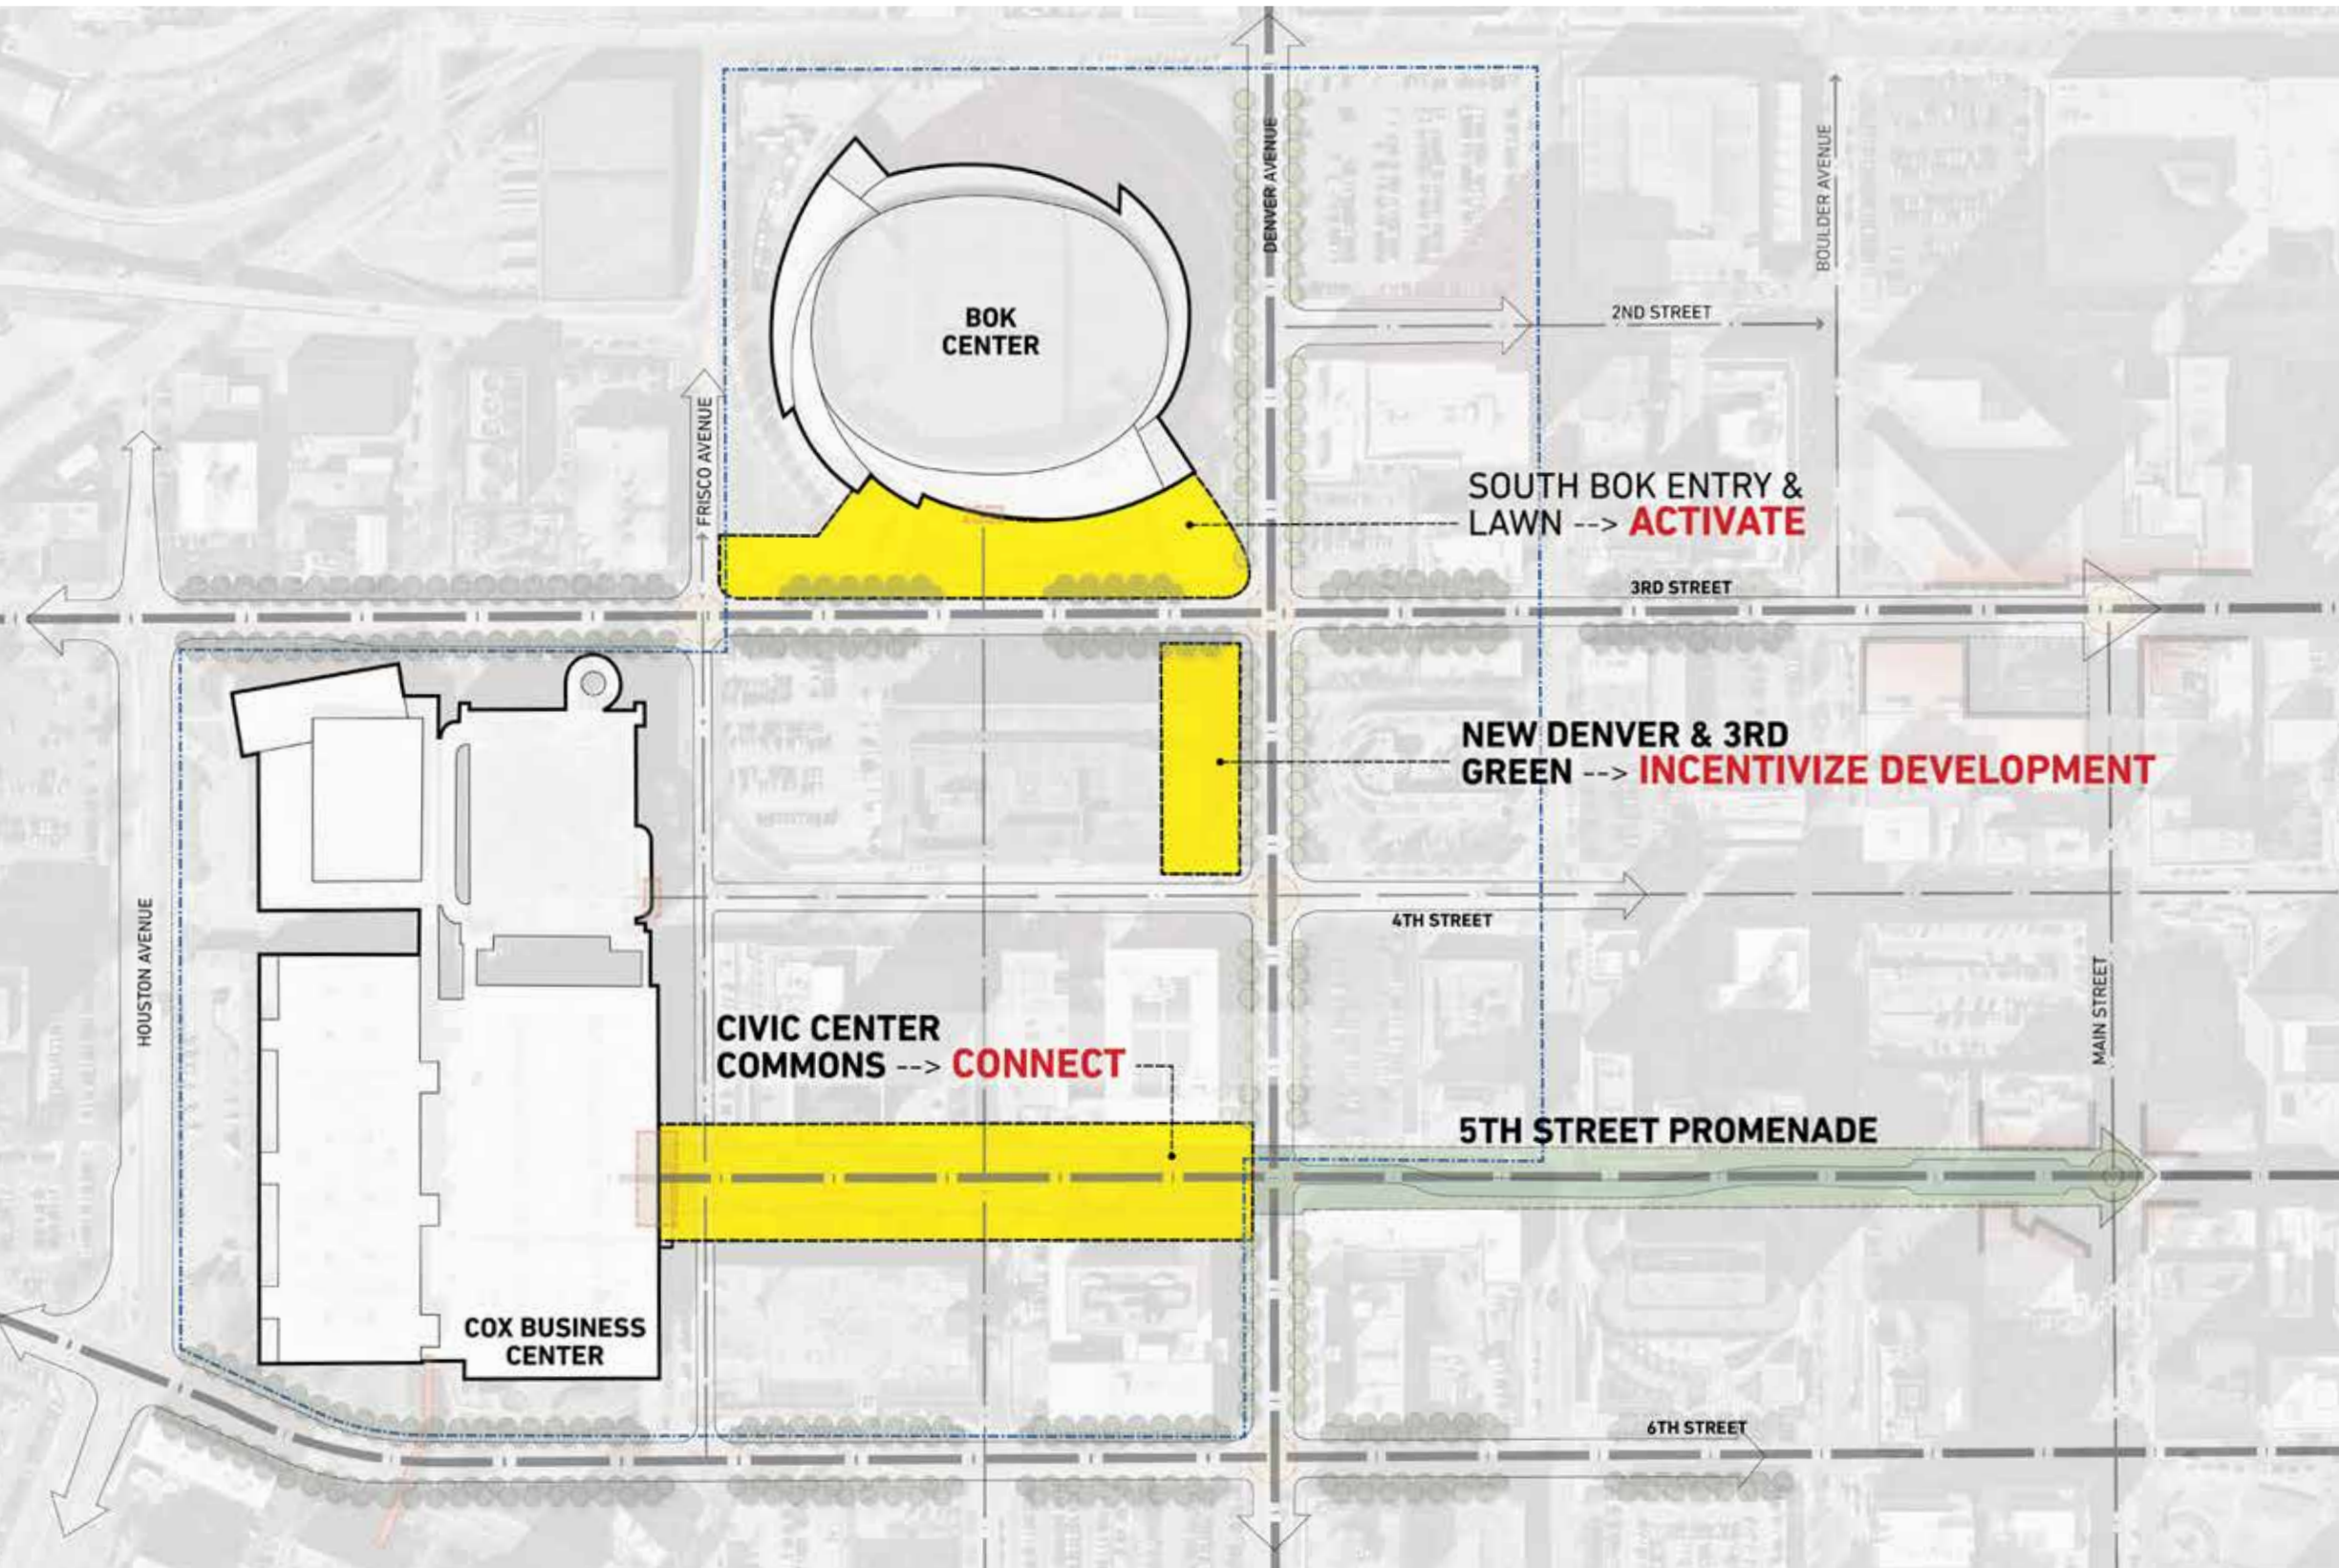 DENVER AVENUE
BOULDER AVENUE
BOK
CENTER
2ND STREET
FRISCO AVENUE
SOUTH BOK ENTRY &
LAWN --> ACTIVATE
3RD STREET
NEW DENVER & 3RD
GREEN --> INCENTIVIZE DEVELOPMENT
HOUSTON AVENUE
4TH STREET
MAIN STREET
CIVIC CENTER
COMMONS --> CONNECT
5TH STREET PROMENADE
COX BUSINESS
CENTER
6TH STREET